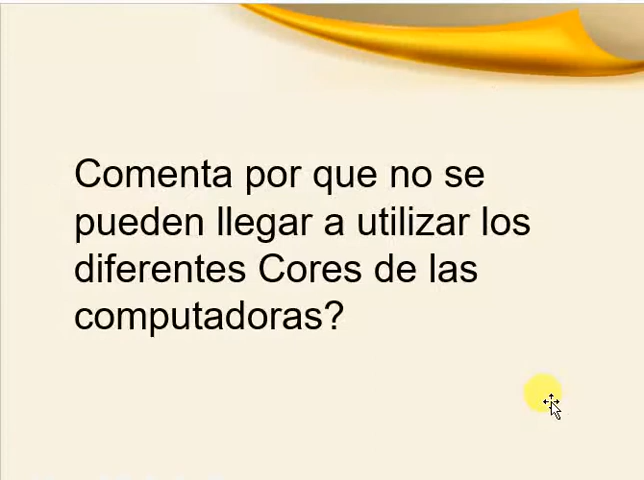 Comenta por que no se
pueden llegar a utilizar los
diferentes Cores de las
computadoras?